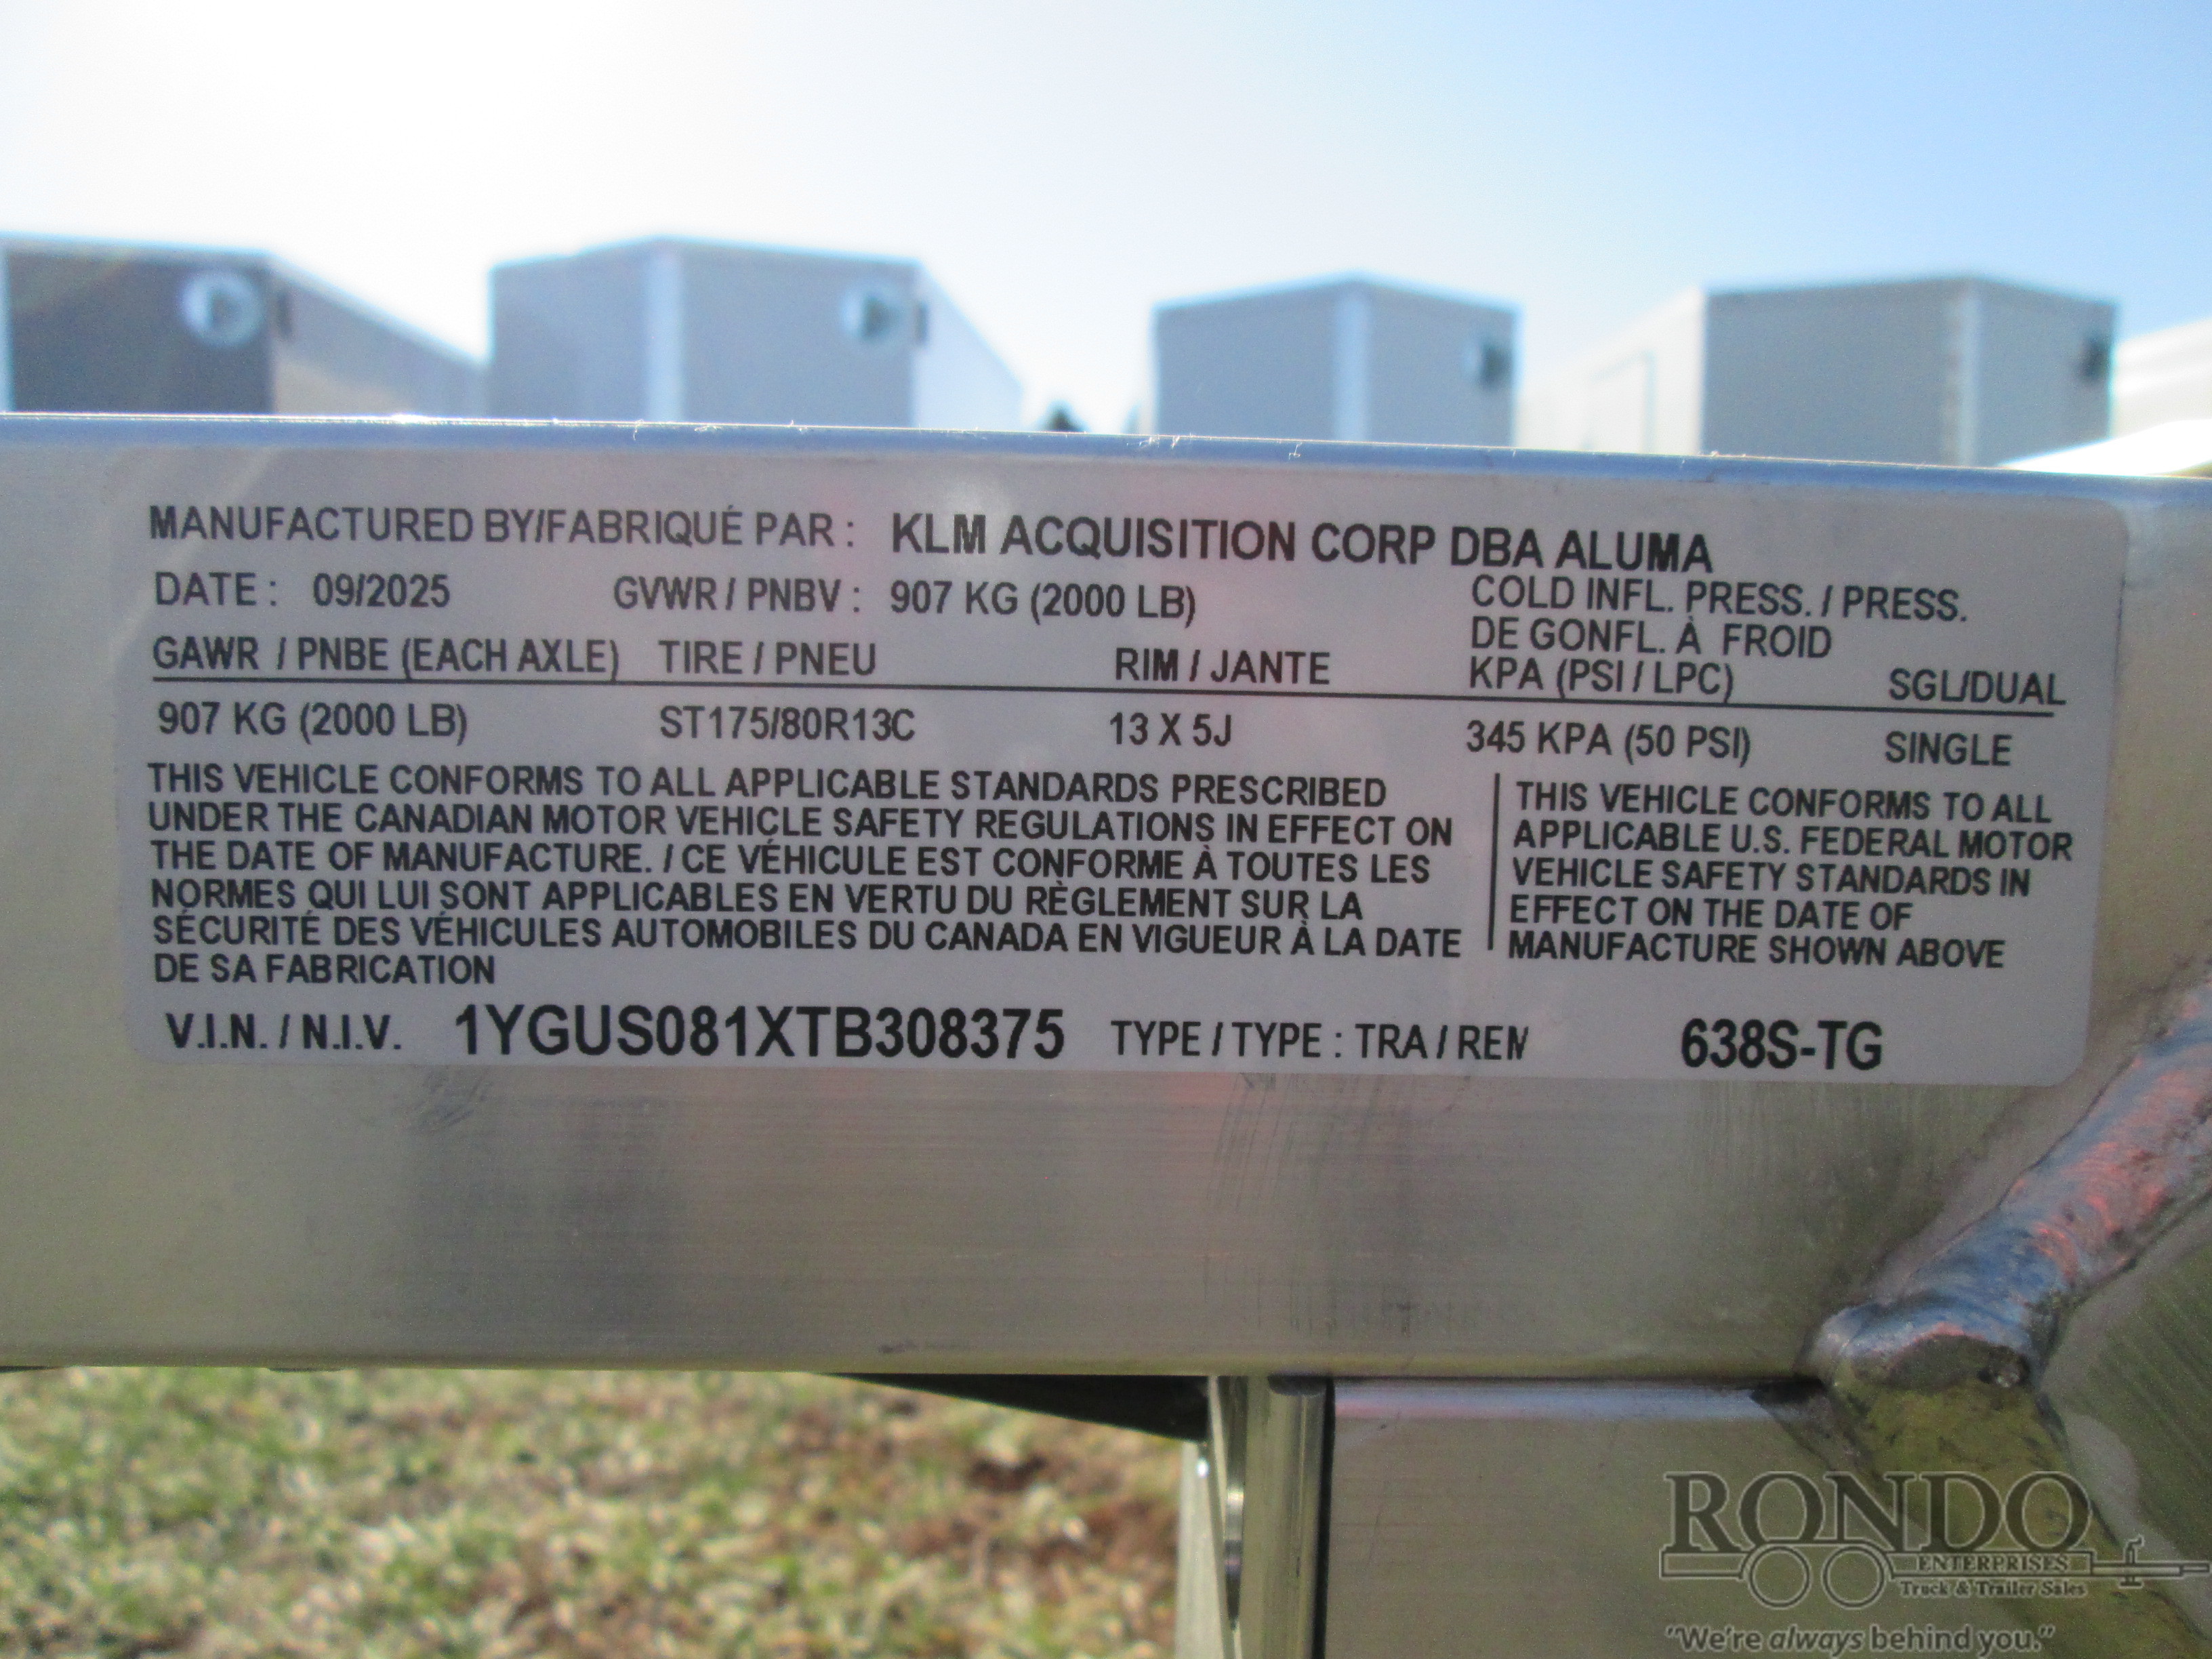 MANUFACTURED BY/FABRIQUÉ PAR : KLM ACQUISITION CORP DBA ALUMA
DATE : 09/2025 GVWR / PNBV : 907 KG (2000 LB)
COLD INFL. PRESS. / PRESS.
DE GONFL. À FROID
GAWR / PNBE (EACH AXLE) TIRE / PNEU RIM / JANTE KPA (PSI / LPC) SGL/DUAL
907 KG (2000 LB) ST175/80R13C 13 X 5J 345 KPA (50 PSI) SINGLE
THIS VEHICLE CONFORMS TO ALL APPLICABLE STANDARDS PRESCRIBED
UNDER THE CANADIAN MOTOR VEHICLE SAFETY REGULATIONS IN EFFECT ON
THE DATE OF MANUFACTURE. / CE VÉHICULE EST CONFORME À TOUTES LES
NORMES QUI LUI SONT APPLICABLES EN VERTU DU RÈGLEMENT SUR LA
SÉCURITÉ DES VÉHICULES AUTOMOBILES DU CANADA EN VIGUEUR À LA DATE
DE SA FABRICATION
THIS VEHICLE CONFORMS TO ALL
APPLICABLE U.S. FEDERAL MOTOR
VEHICLE SAFETY STANDARDS IN
EFFECT ON THE DATE OF
MANUFACTURE SHOWN ABOVE
V.I.N. / N.I.V. 1YGUS081XTB308375 TYPE / TYPE : TRA / REM 638S-TG
RONDO
ENTERPRISES
Truck & Trailer Sales
"We're always behind you."